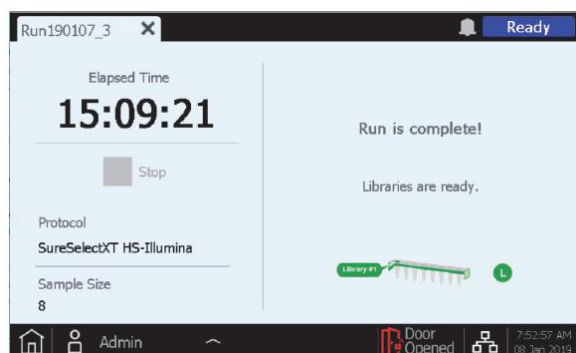 Run190107_3
Ready
Elapsed Time
15:09:21
Stop
Protocol
SureSelectXT HS-Illumina
Sample Size
8
Run is complete!
Libraries are ready.
Library #1
L
Admin
Door
Opened
7:52:57 AM
08 Jan 2019